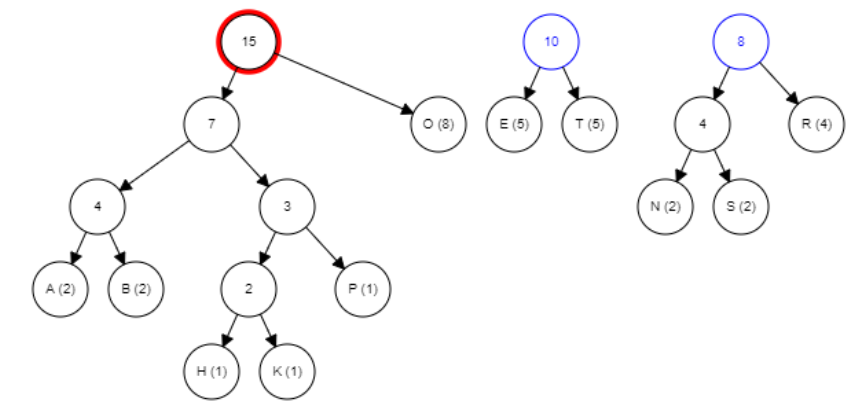 15 10 8
7 O (8) E (5) T (5) 4 R (4)
4 3 N (2) S (2)
A (2) B (2) 2 P (1)
H (1) K (1)